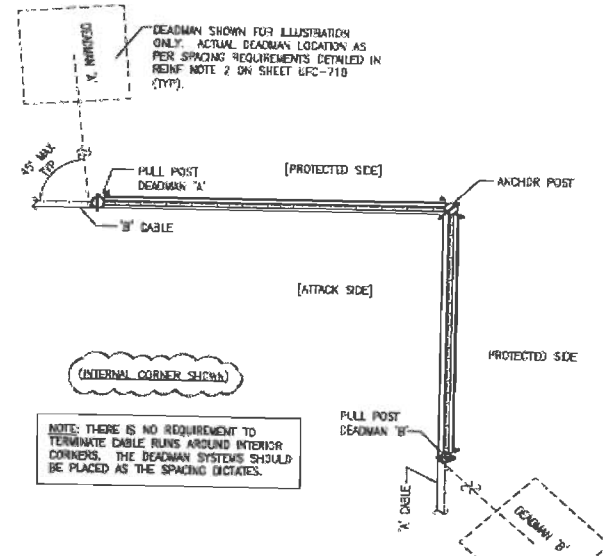 DEADMAN 'A'
DEADMAN SHOWN FOR ILLUSTRATION
ONLY. ACTUAL DEADMAN LOCATION AS
PER SPACING REQUIREMENTS DETAILED IN
REINF NOTE 2 ON SHEET UFC-710
(TYP).
45° MAX
TYP
PULL POST
DEADMAN 'A'
[PROTECTED SIDE]
ANCHOR POST
'B' CABLE
[ATTACK SIDE]
PROTECTED SIDE
(INTERNAL CORNER SHOWN)
NOTE: THERE IS NO REQUIREMENT TO
TERMINATE CABLE RUNS AROUND INTERIOR
CORNERS. THE DEADMAN SYSTEMS SHOULD
BE PLACED AS THE SPACING DICTATES.
PULL POST
DEADMAN 'B'
'A' CABLE
DEADMAN 'B'